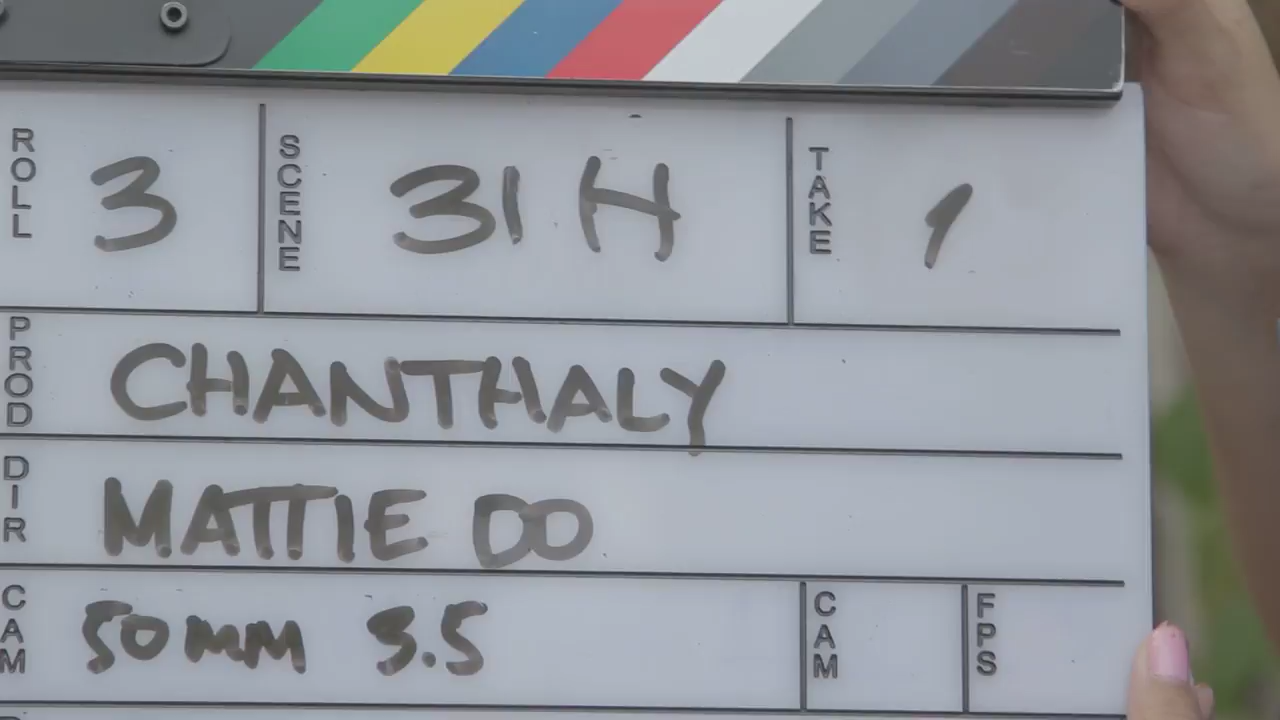 ROLL 3 SCENE 31 H TAKE 1
PROD CHANTHALY
DIR MATTIE DO
CAM 50MM 3.5 CAM FPS